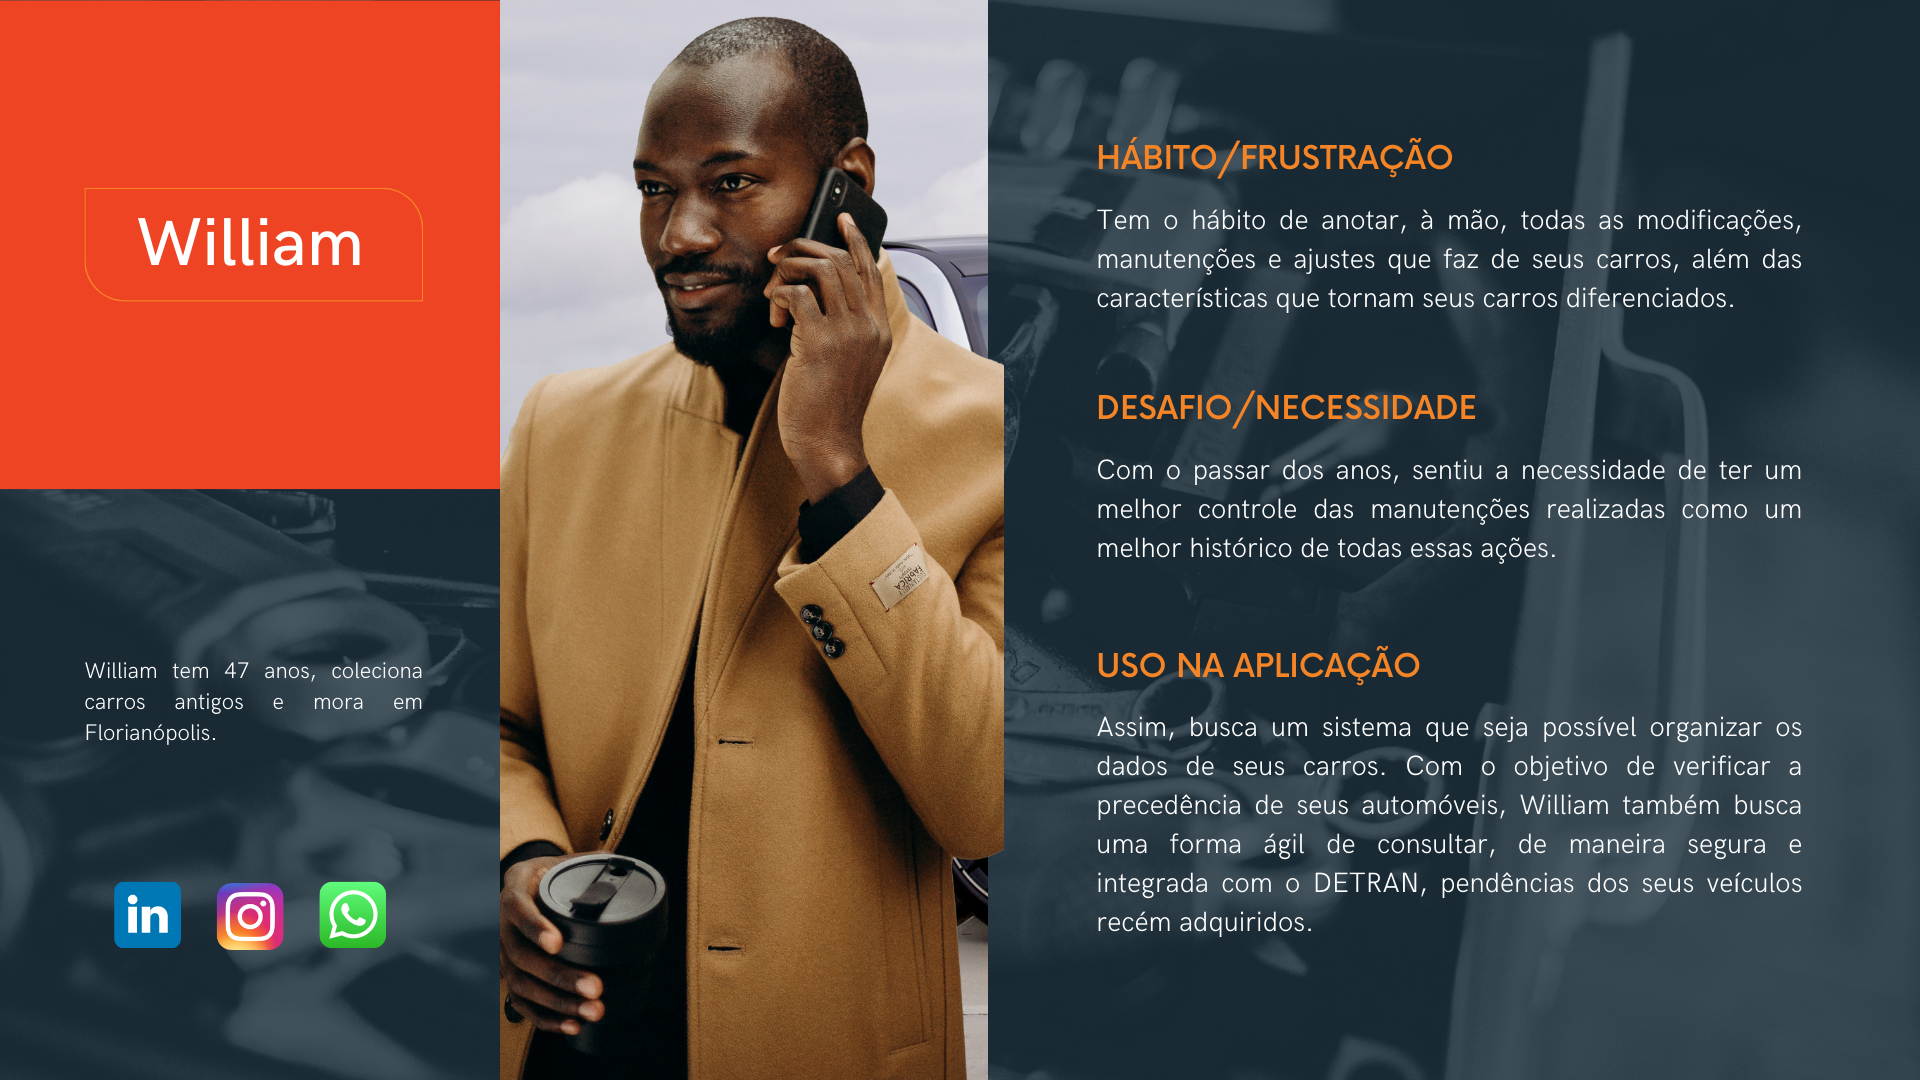 William
William tem 47 anos, coleciona
carros antigos e mora em
Florianópolis.
in
FABRICA
HÁBITO/FRUSTRAÇÃO
Tem o hábito de anotar, à mão, todas as modificações,
manutenções e ajustes que faz de seus carros, além das
características que tornam seus carros diferenciados.
DESAFIO/NECESSIDADE
Com o passar dos anos, sentiu a necessidade de ter um
melhor controle das manutenções realizadas como um
melhor histórico de todas essas ações.
USO NA APLICAÇÃO
Assim, busca um sistema que seja possível organizar os
dados de seus carros. Com o objetivo de verificar a
precedência de seus automóveis, William também busca
uma forma ágil de consultar, de maneira segura e
integrada com o DETRAN, pendências dos seus veículos
recém adquiridos.